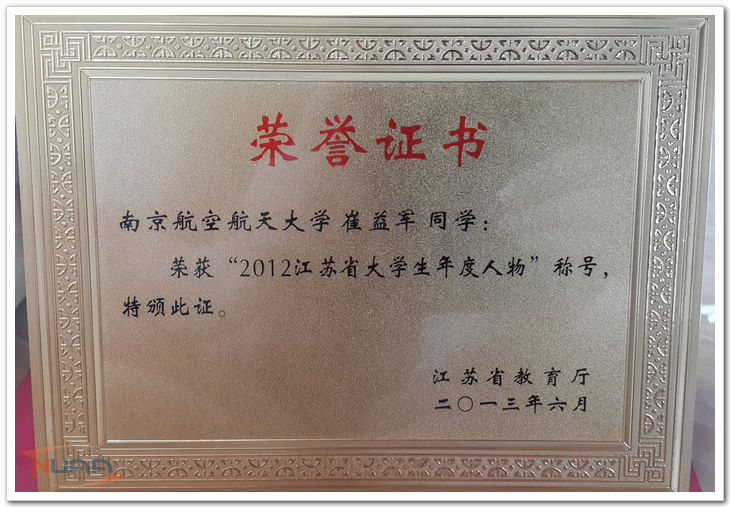 荣誉证书
南京航空航天大学崔益军同学：
荣获“2012江苏省大学生年度人物”称号，
特颁此证。
江苏省教育厅
二〇一三年六月
NUAA